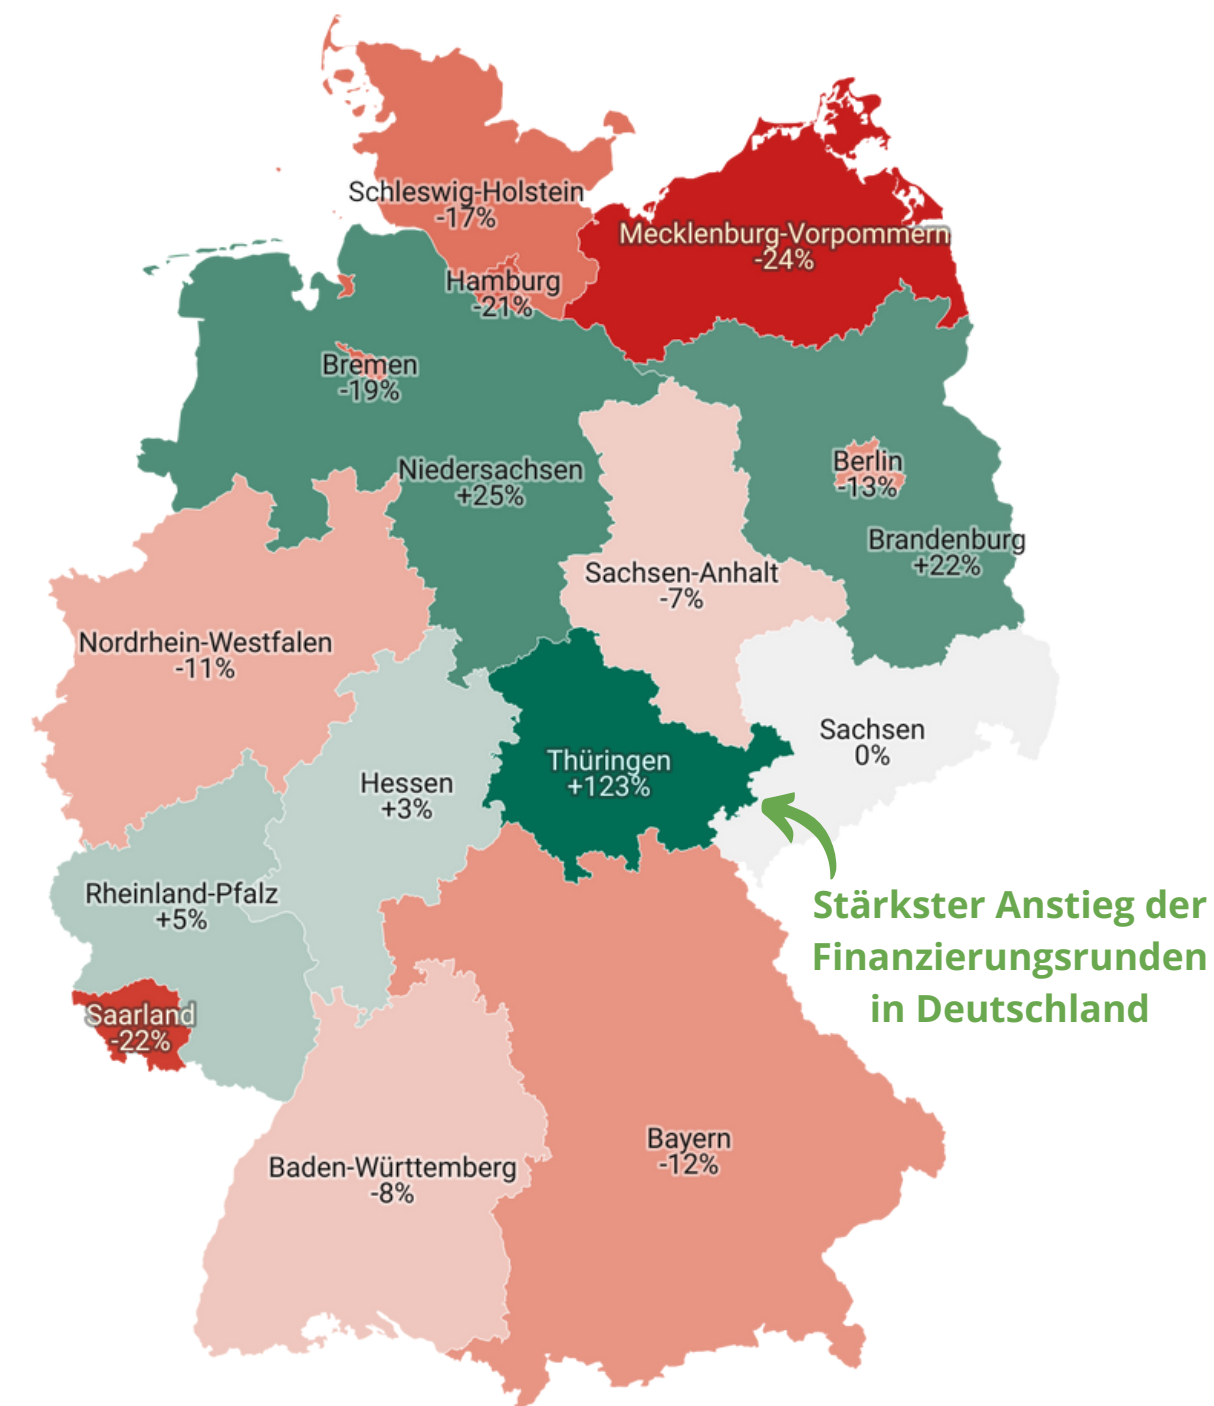 Schleswig-Holstein
-17%
Mecklenburg-Vorpommern
-24%
Hamburg
-21%
Bremen
-19%
Niedersachsen
+25%
Berlin
-13%
Brandenburg
+22%
Sachsen-Anhalt
-7%
Nordrhein-Westfalen
-11%
Sachsen
0%
Thüringen
+123%
Hessen
+3%
Rheinland-Pfalz
+5%
Stärkster Anstieg der
Finanzierungsrunden
in Deutschland
Saarland
-22%
Bayern
-12%
Baden-Württemberg
-8%